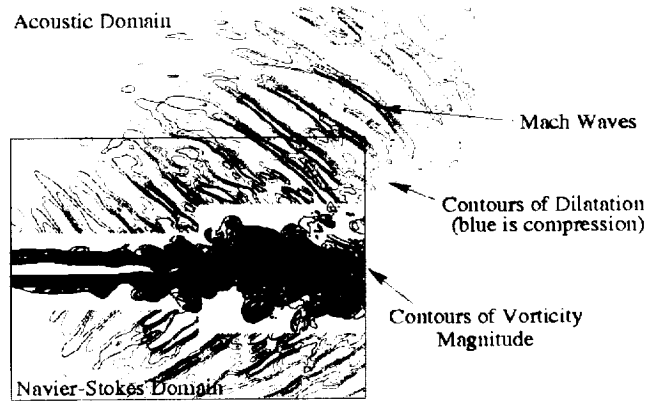 Acoustic Domain
Mach Waves
Contours of Dilatation
(blue is compression)
Contours of Vorticity
Magnitude
Navier-Stokes Domain